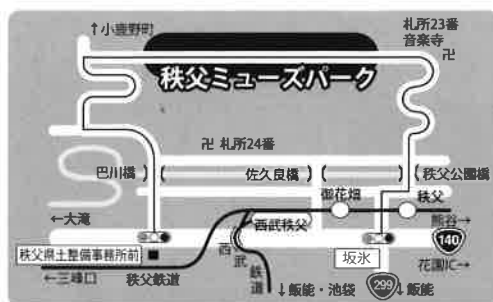 ↑小鹿野町
札所23番
音楽寺
卍
秩父ミューズパーク
卍 札所24番
巴川橋
佐久良橋
秩父公園橋
御花畑
秩父
←大滝
西武秩父
熊谷→
140
秩父県土整備事務所前
西武鉄道
坂氷
花園IC→
←三峰口
秩父鉄道
↓飯能・池袋
299
↓飯能